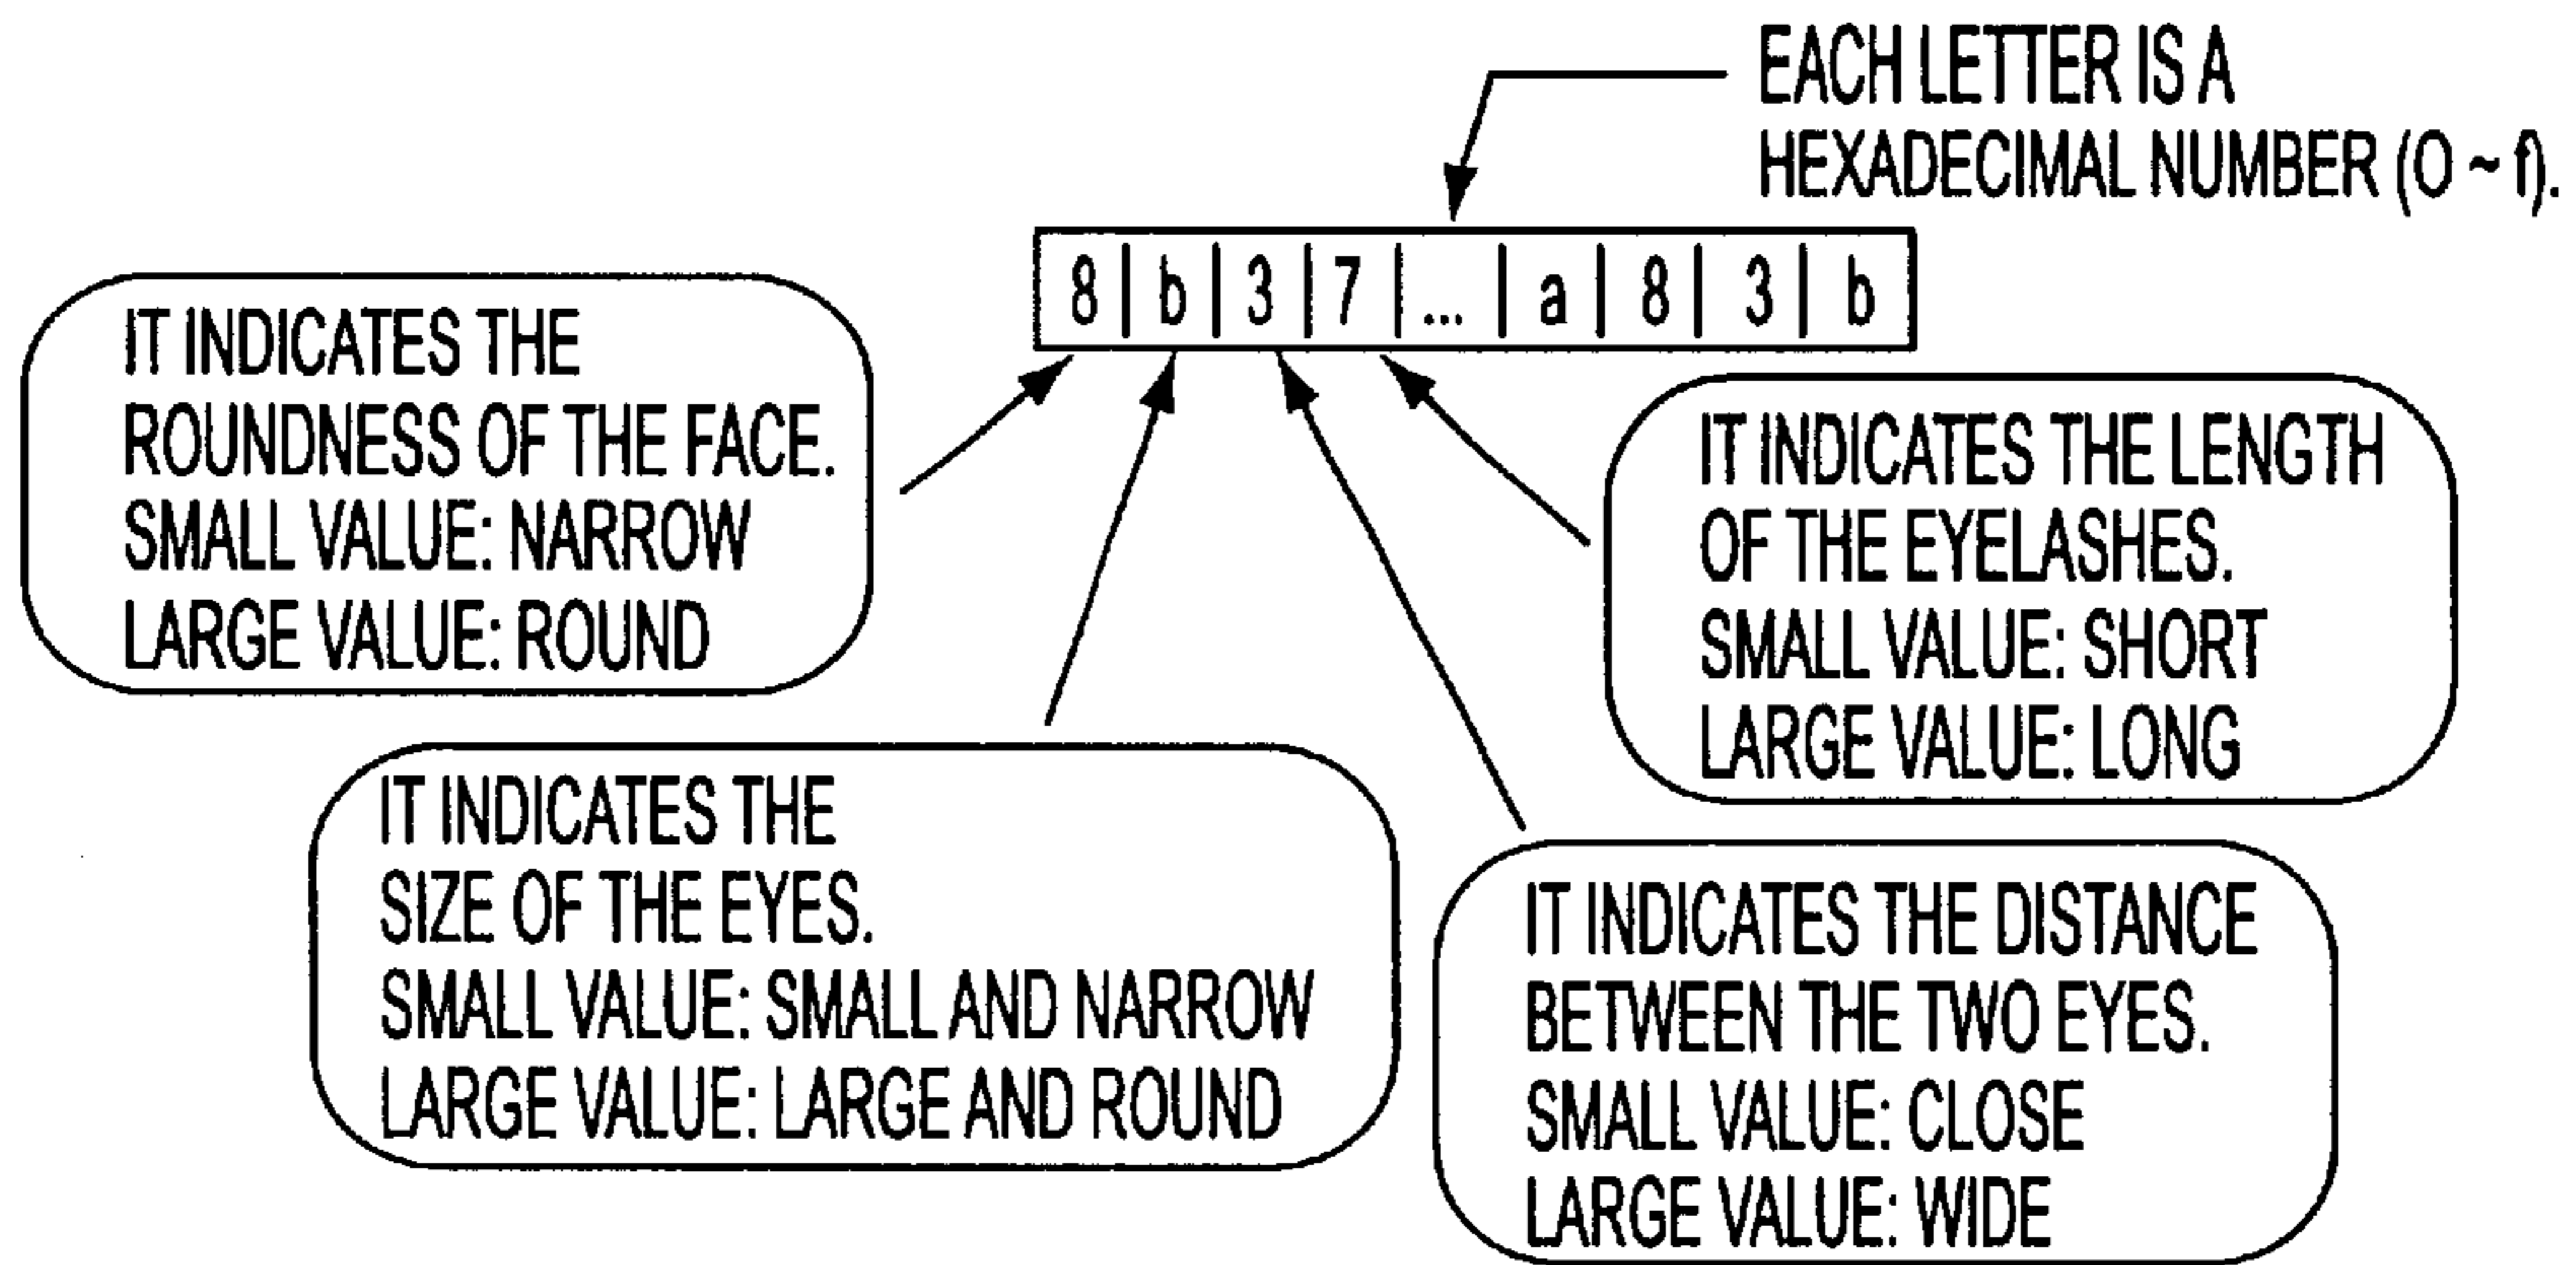 EACH LETTER IS A
HEXADECIMAL NUMBER (O ~ f).
8 | b | 3 | 7 | ... | a | 8 | 3 | b
IT INDICATES THE
ROUNDNESS OF THE FACE.
SMALL VALUE: NARROW
LARGE VALUE: ROUND
IT INDICATES THE LENGTH
OF THE EYELASHES.
SMALL VALUE: SHORT
LARGE VALUE: LONG
IT INDICATES THE
SIZE OF THE EYES.
SMALL VALUE: SMALL AND NARROW
LARGE VALUE: LARGE AND ROUND
IT INDICATES THE DISTANCE
BETWEEN THE TWO EYES.
SMALL VALUE: CLOSE
LARGE VALUE: WIDE